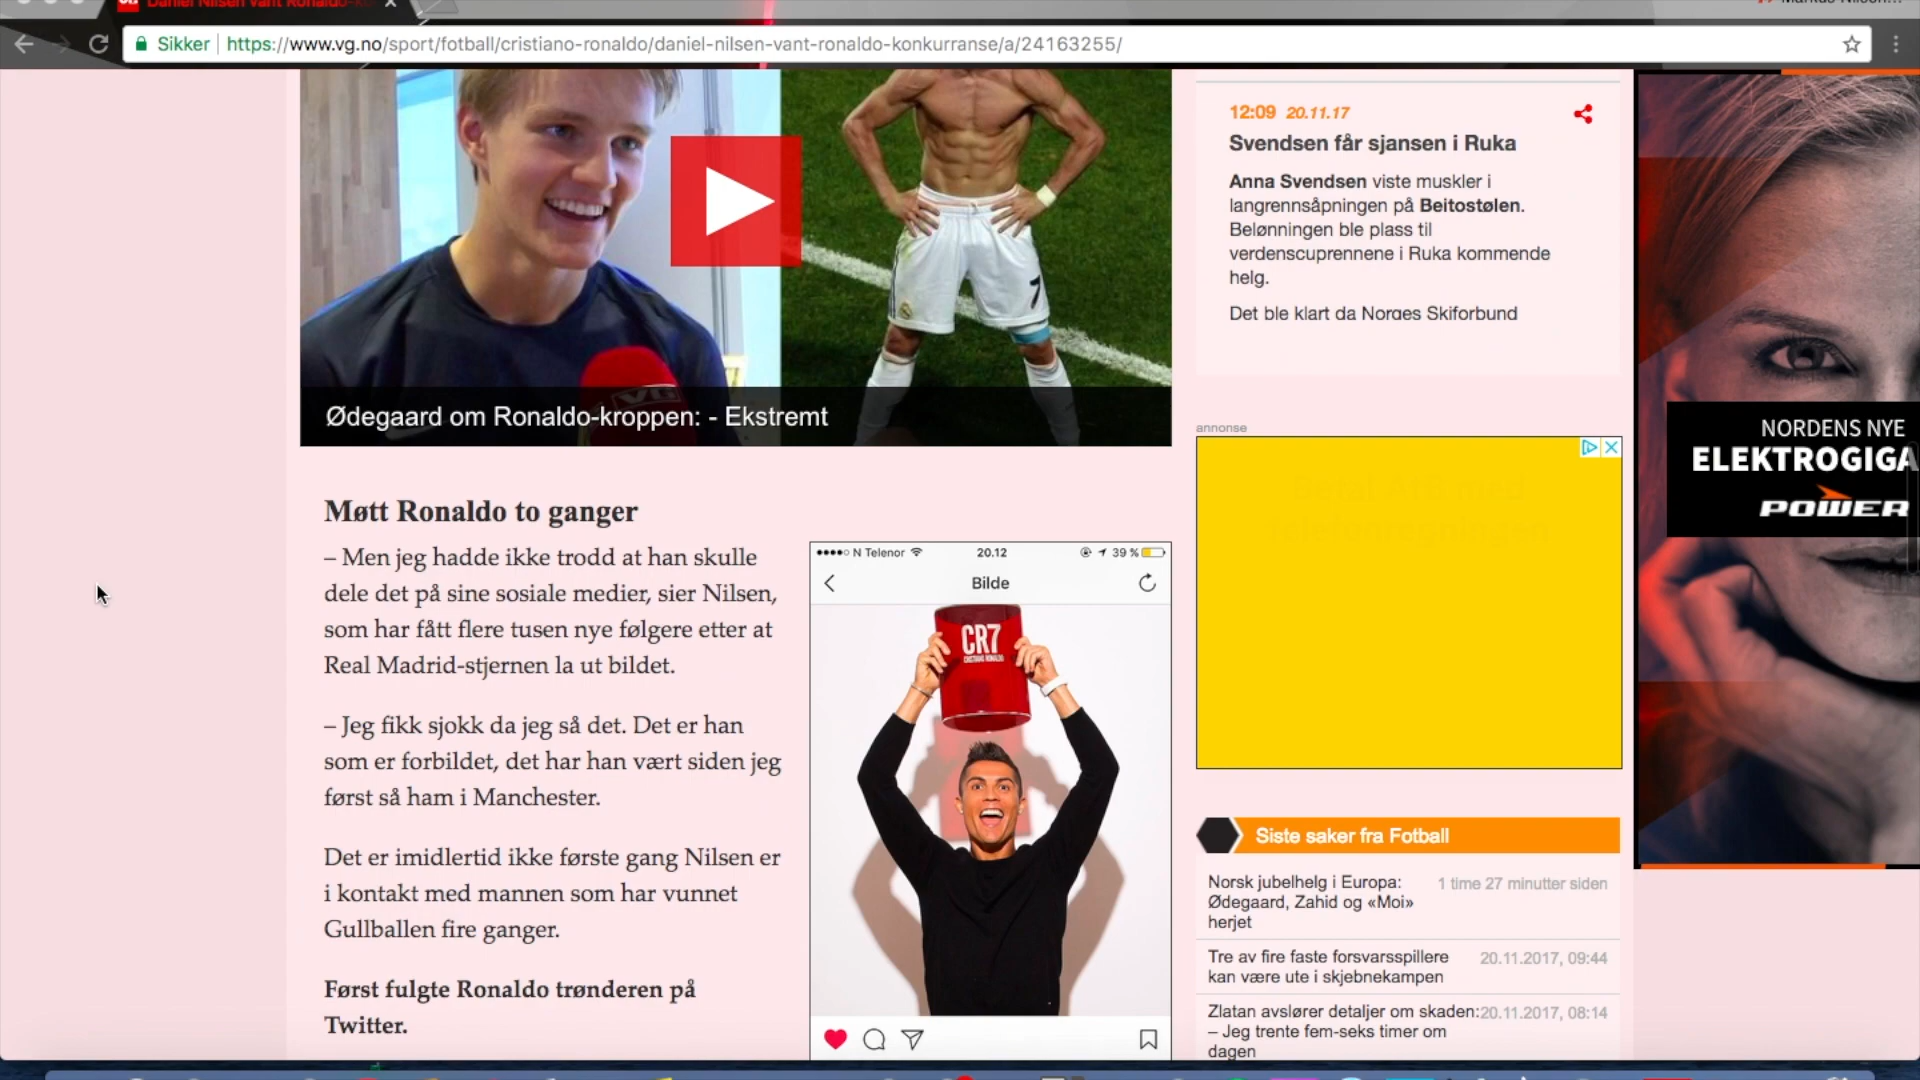 Daniel Nilsen vant Ronaldo-k
Sikker
https://www.vg.no/sport/fotball/cristiano-ronaldo/daniel-nilsen-vant-ronaldo-konkurranse/a/24163255/
7
VG
Ødegaard om Ronaldo-kroppen: - Ekstremt
Møtt Ronaldo to ganger
– Men jeg hadde ikke trodd at han skulle
dele det på sine sosiale medier, sier Nilsen,
som har fått flere tusen nye følgere etter at
Real Madrid-stjernen la ut bildet.
– Jeg fikk sjokk da jeg så det. Det er han
som er forbildet, det har han vært siden jeg
først så ham i Manchester.
Det er imidlertid ikke første gang Nilsen er
i kontakt med mannen som har vunnet
Gullballen fire ganger.
Først fulgte Ronaldo trønderen på
Twitter.
N Telenor 20.12 39 %
Bilde
CR7
CRISTIANO RONALDO
12:09 20.11.17
Svendsen får sjansen i Ruka
Anna Svendsen viste muskler i
langrennsåpningen på Beitostølen.
Belønningen ble plass til
verdenscuprennene i Ruka kommende
helg.
Det ble klart da Norges Skiforbund
annonse
Siste saker fra Fotball
Norsk jubelhelg i Europa: 1 time 27 minutter siden
Ødegaard, Zahid og «Moi»
herjet
Tre av fire faste forsvarsspillere 20.11.2017, 09:44
kan være ute i skjebnekampen
Zlatan avslører detaljer om skaden: 20.11.2017, 08:14
– Jeg trente fem-seks timer om
dagen
NORDENS NYE
ELEKTROGIGA
POWER